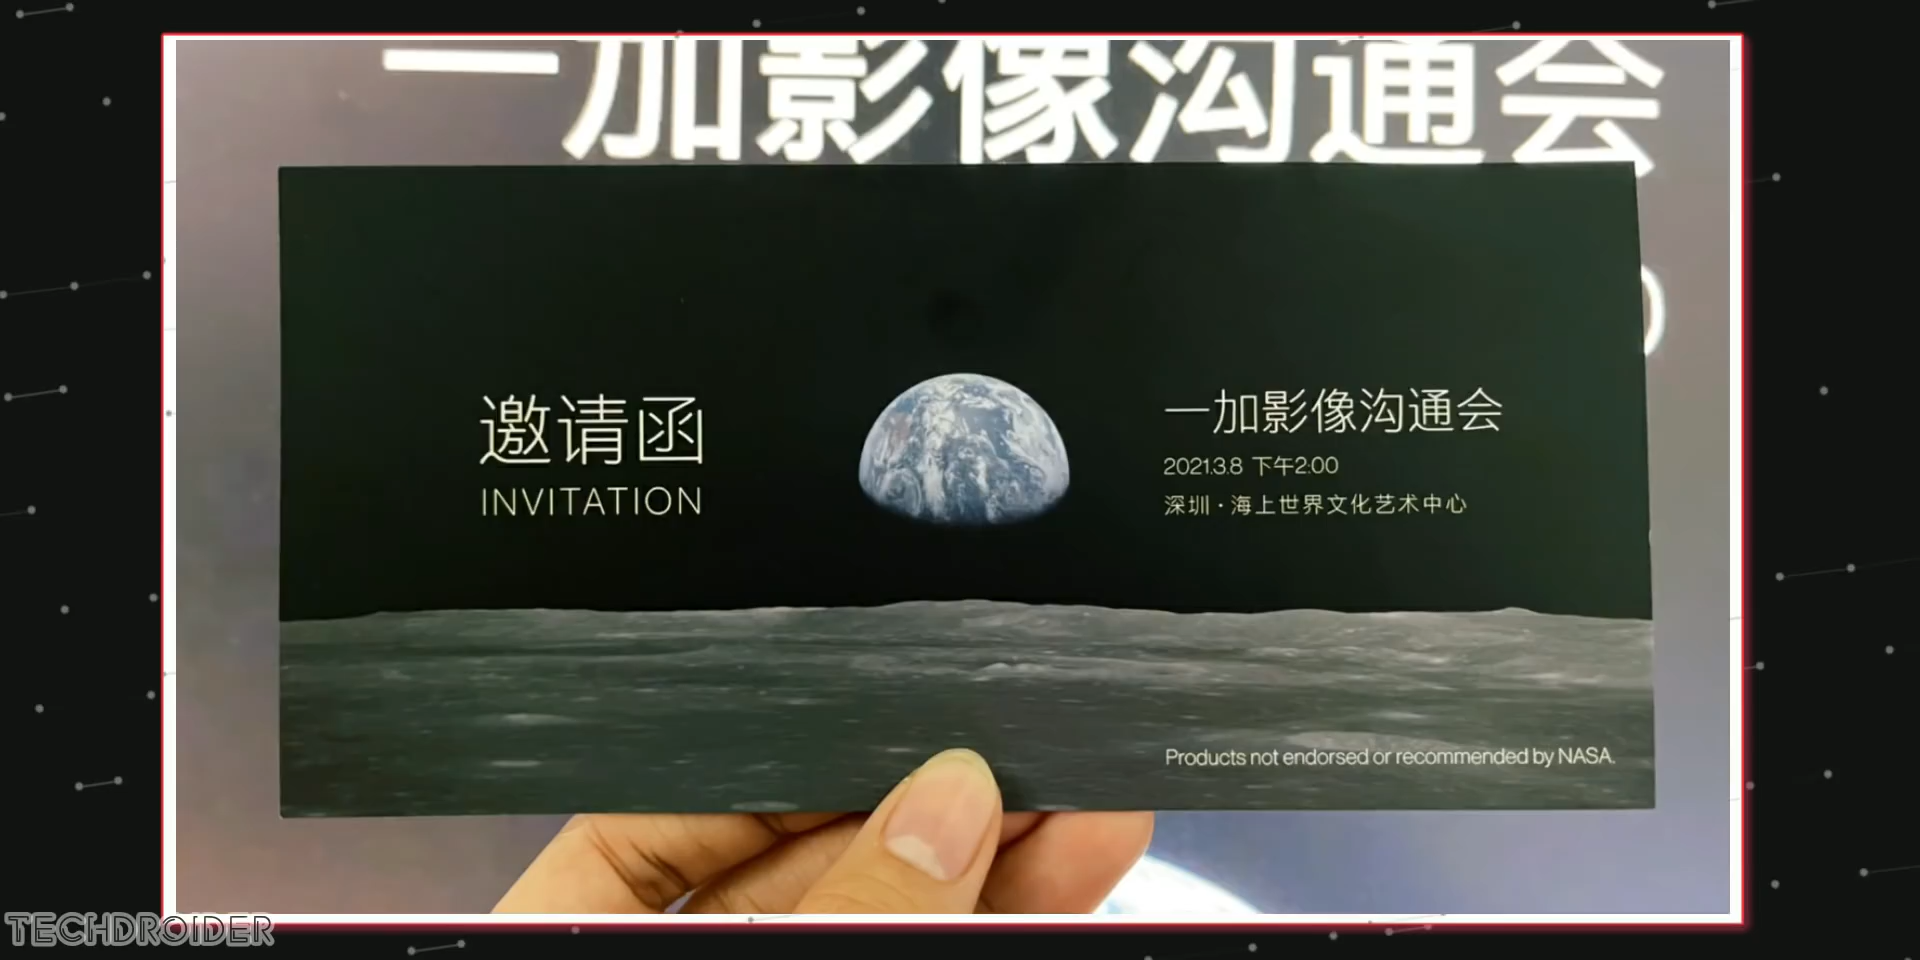 一加影像沟通会
邀请函
INVITATION
一加影像沟通会
2021.3.8 下午2:00
深圳·海上世界文化艺术中心
Products not endorsed or recommended by NASA.
TECHDROIDER